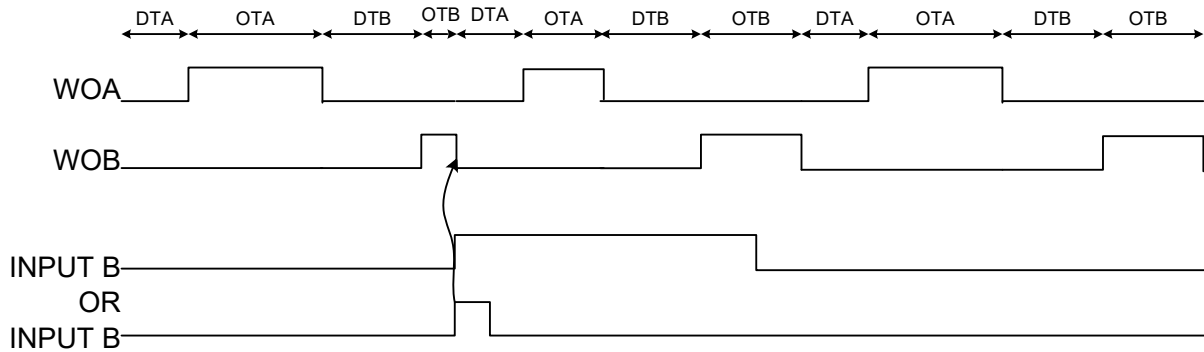 DTA OTA DTB OTB DTA OTA DTB OTB DTA OTA DTB OTB
WOA
WOB
INPUT B
OR
INPUT B